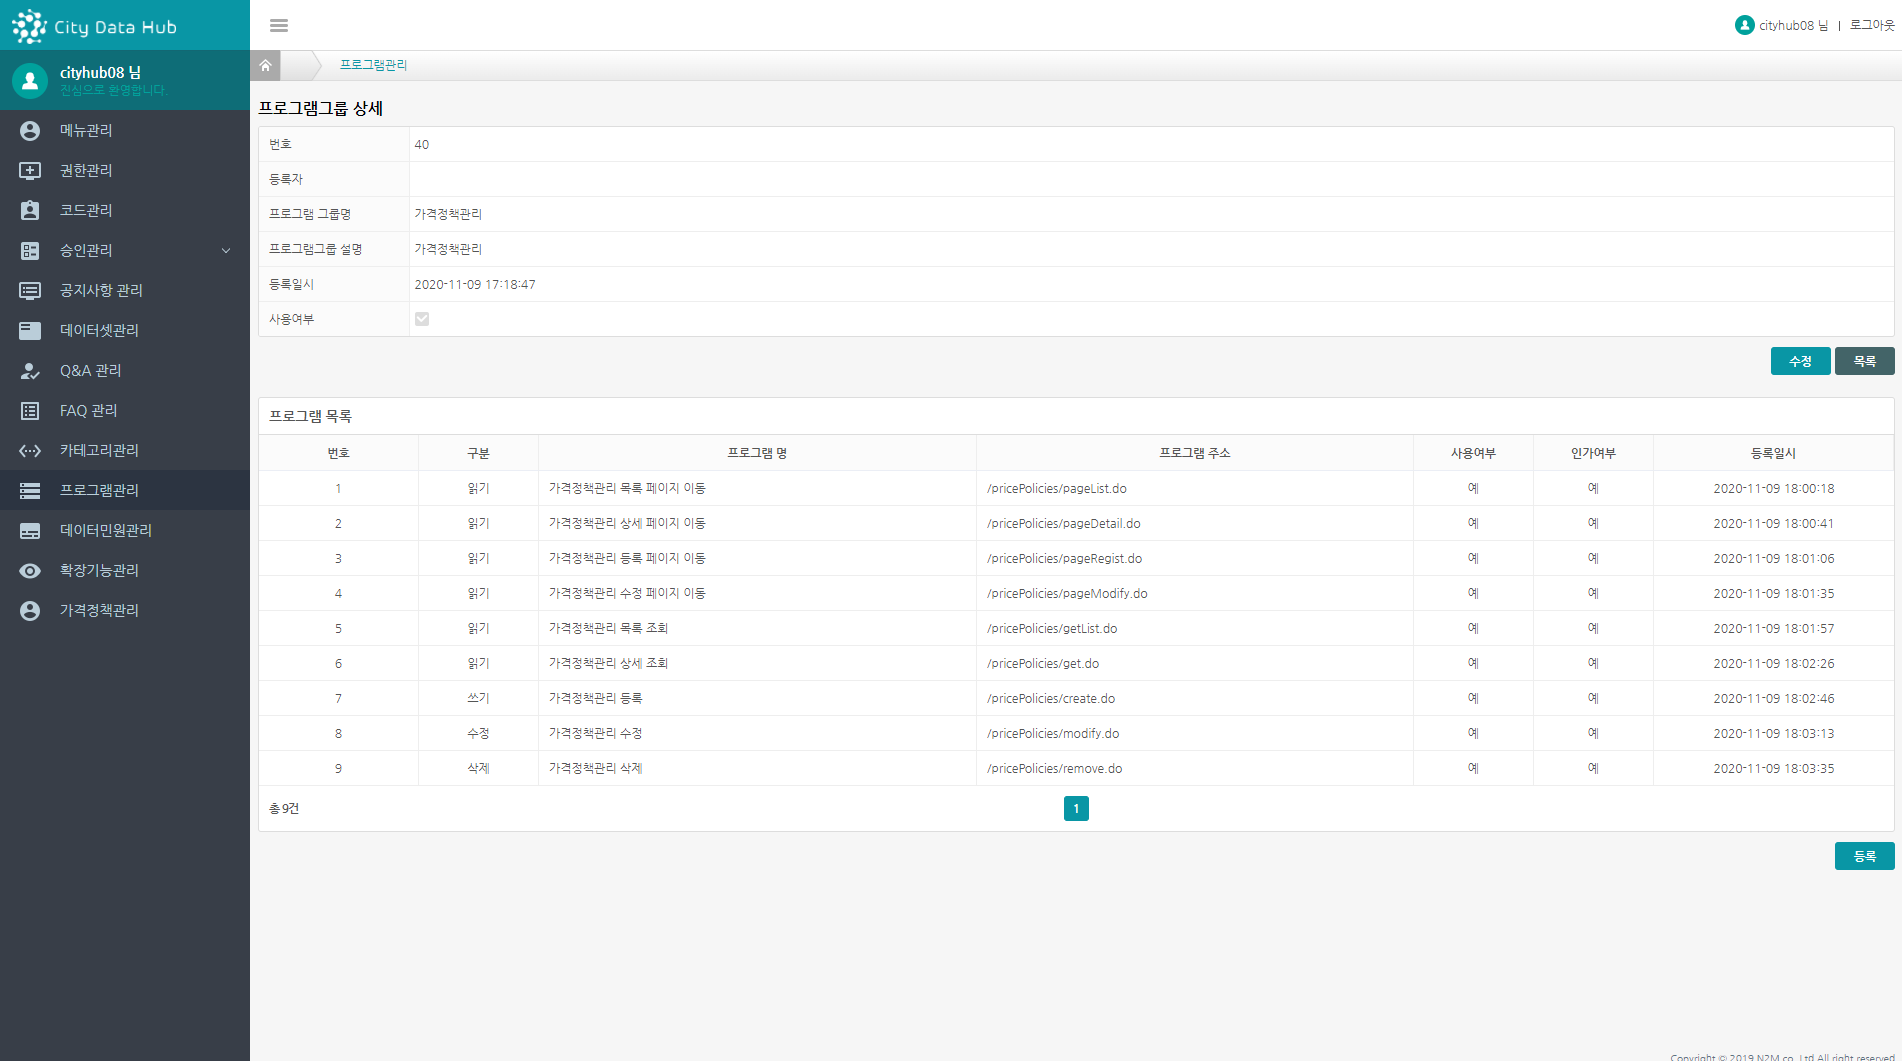 City Data Hub
cityhub08 님 | 로그아웃
cityhub08 님
진심으로 환영합니다.
메뉴관리
권한관리
코드관리
승인관리
공지사항 관리
데이터셋관리
Q&A 관리
FAQ 관리
카테고리관리
프로그램관리
데이터민원관리
확장기능관리
가격정책관리
프로그램관리
프로그램그룹 상세
번호 40
등록자
프로그램 그룹명 가격정책관리
프로그램그룹 설명 가격정책관리
등록일시 2020-11-09 17:18:47
사용여부
수정 목록
프로그램 목록
번호 구분 프로그램 명 프로그램 주소 사용여부 인가여부 등록일시
1 읽기 가격정책관리 목록 페이지 이동 /pricePolicies/pageList.do 예 예 2020-11-09 18:00:18
2 읽기 가격정책관리 상세 페이지 이동 /pricePolicies/pageDetail.do 예 예 2020-11-09 18:00:41
3 읽기 가격정책관리 등록 페이지 이동 /pricePolicies/pageRegist.do 예 예 2020-11-09 18:01:06
4 읽기 가격정책관리 수정 페이지 이동 /pricePolicies/pageModify.do 예 예 2020-11-09 18:01:35
5 읽기 가격정책관리 목록 조회 /pricePolicies/getList.do 예 예 2020-11-09 18:01:57
6 읽기 가격정책관리 상세 조회 /pricePolicies/get.do 예 예 2020-11-09 18:02:26
7 쓰기 가격정책관리 등록 /pricePolicies/create.do 예 예 2020-11-09 18:02:46
8 수정 가격정책관리 수정 /pricePolicies/modify.do 예 예 2020-11-09 18:03:13
9 삭제 가격정책관리 삭제 /pricePolicies/remove.do 예 예 2020-11-09 18:03:35
총 9건 1
등록
Copyright © 2019 N2M co. Ltd All right reserved